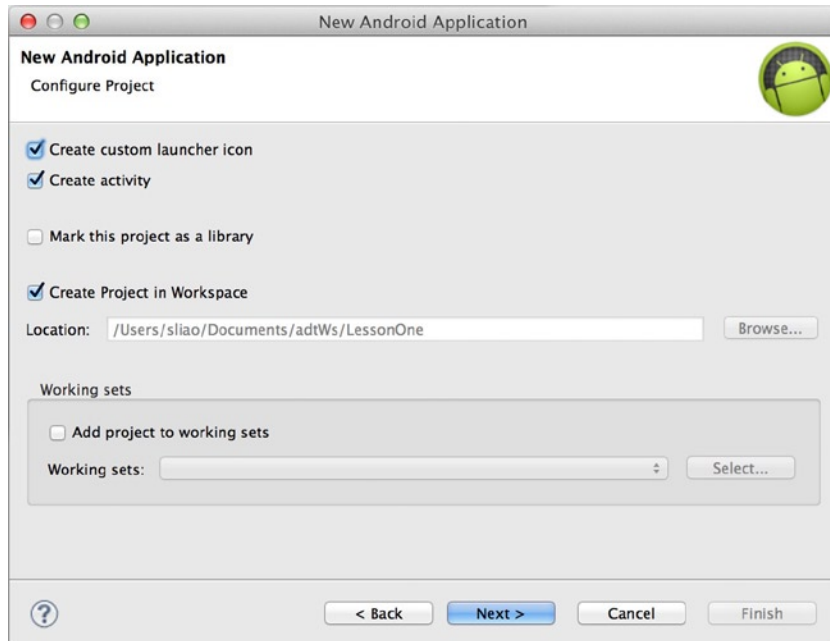 New Android Application
New Android Application
Configure Project
Create custom launcher icon
Create activity
Mark this project as a library
Create Project in Workspace
Location: /Users/sliao/Documents/adtWs/LessonOne Browse...
Working sets
Add project to working sets
Working sets: Select...
? < Back Next > Cancel Finish